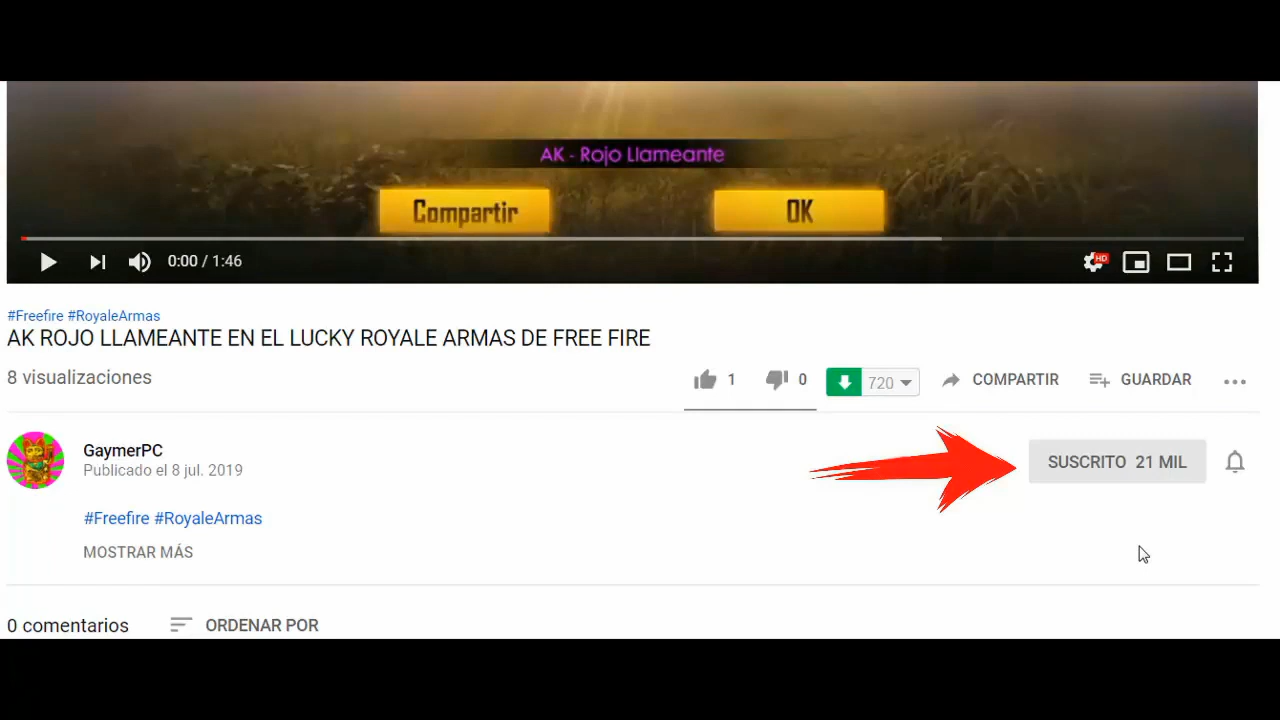 AK - Rojo Llameante
Compartir OK
0:00 / 1:46 HD
#Freefire #RoyaleArmas
AK ROJO LLAMEANTE EN EL LUCKY ROYALE ARMAS DE FREE FIRE
8 visualizaciones 1 0 720 COMPARTIR GUARDAR
GaymerPC
Publicado el 8 jul. 2019
SUSCRITO 21 MIL
#Freefire #RoyaleArmas
MOSTRAR MÁS
0 comentarios ORDENAR POR